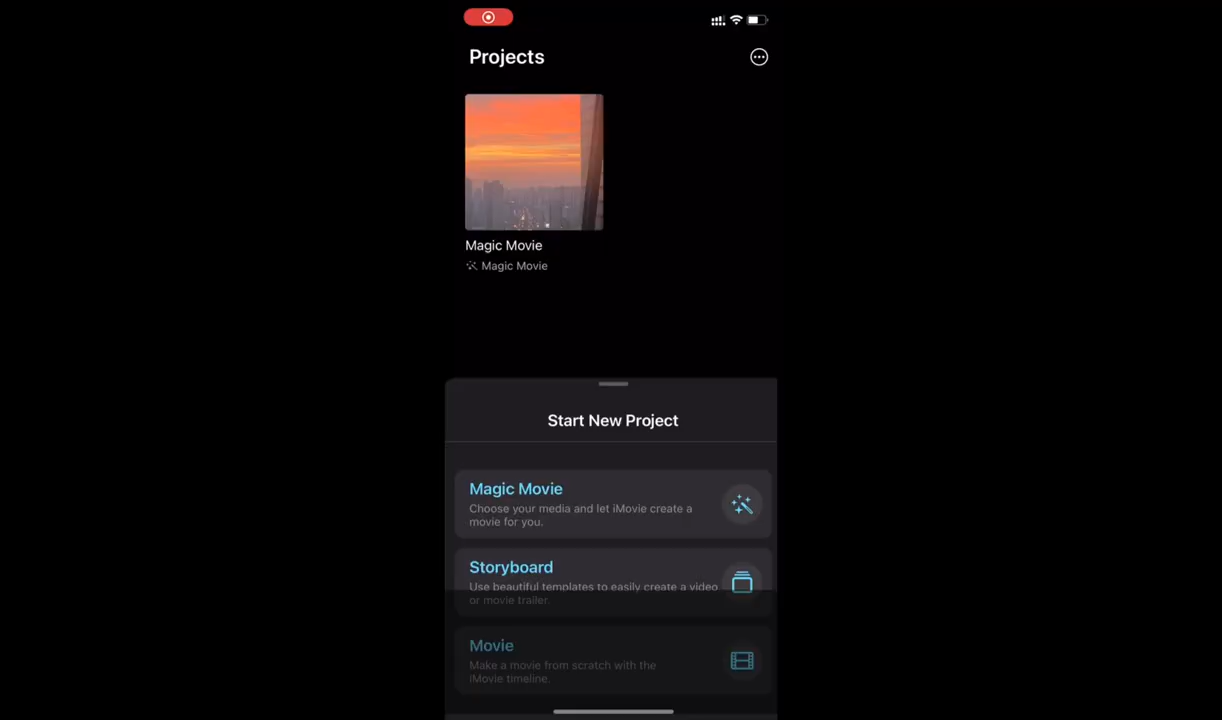 Projects
Magic Movie
Magic Movie
Start New Project
Magic Movie
Choose your media and let iMovie create a
movie for you.
Storyboard
Use beautiful templates to easily create a video
or movie trailer.
Movie
Make a movie from scratch with the
iMovie timeline.